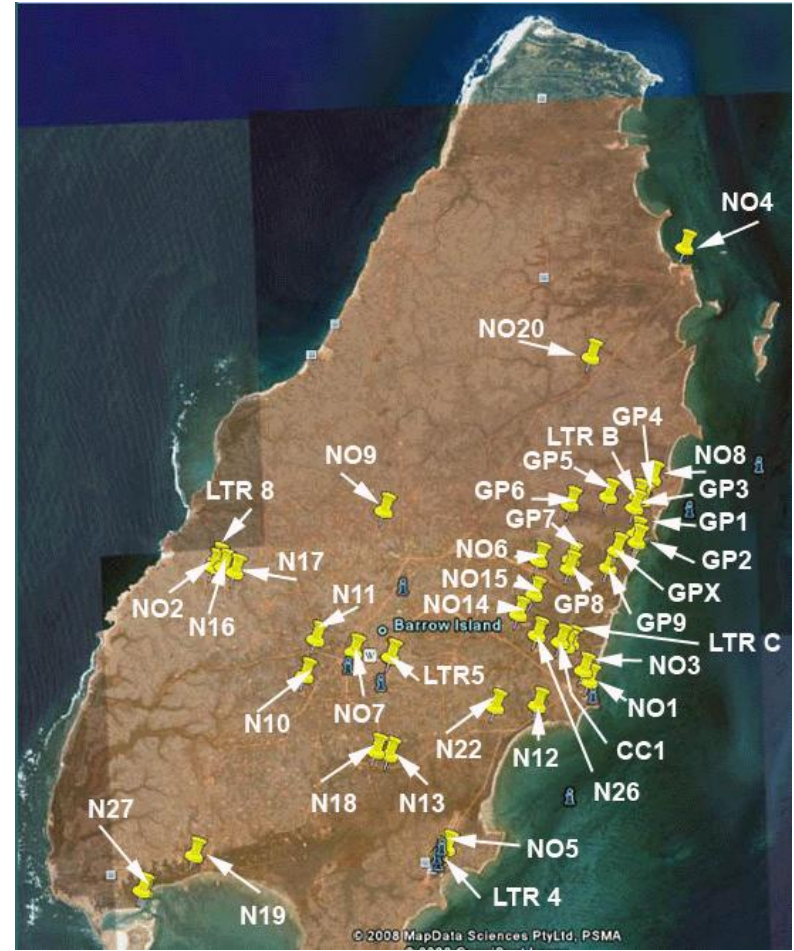 NO4
NO20
GP4
LTR B
GP5
NO8
NO9
GP6
GP3
LTR 8
GP7
GP1
NO6
GP2
N17
NO15
GPX
NO2
N11
NO14
GP8
N16
GP9
Barrow Island
LTR C
W
NO3
LTR5
N10
NO7
NO1
N22
N12
CC1
N18
N13
N26
N27
NO5
N19
LTR 4
© 2008 MapData Sciences PtyLtd, PSMA